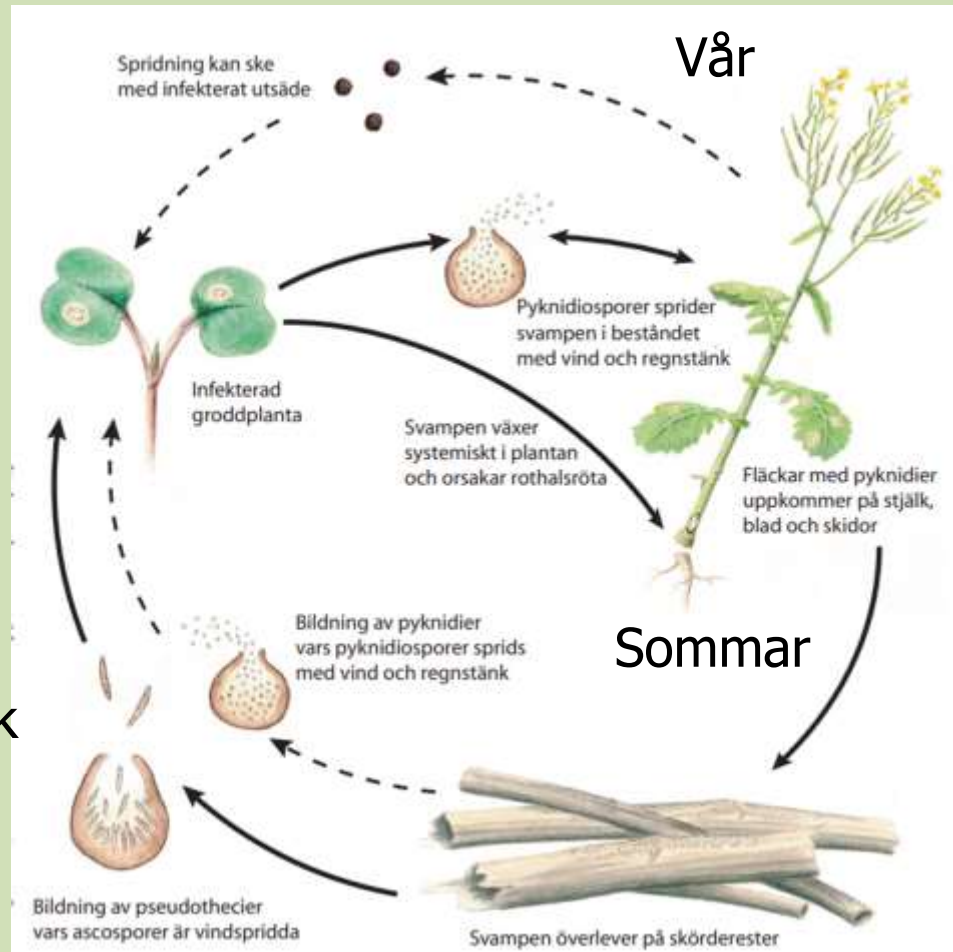 Vår
Spridning kan ske
med infekterat utsäde
Pyknidiosporer sprider
svampen i beståndet
med vind och regnstänk
Infekterad
groddplanta
Svampen växer
systemiskt i plantan
och orsakar rothalsröta
Fläckar med pyknidier
uppkommer på stjälk,
blad och skidor
Bildning av pyknidier
vars pyknidiosporer sprids
med vind och regnstänk
Sommar
k
Bildning av pseudothecier
vars ascosporer är vindspridda
Svampen överlever på skörderester